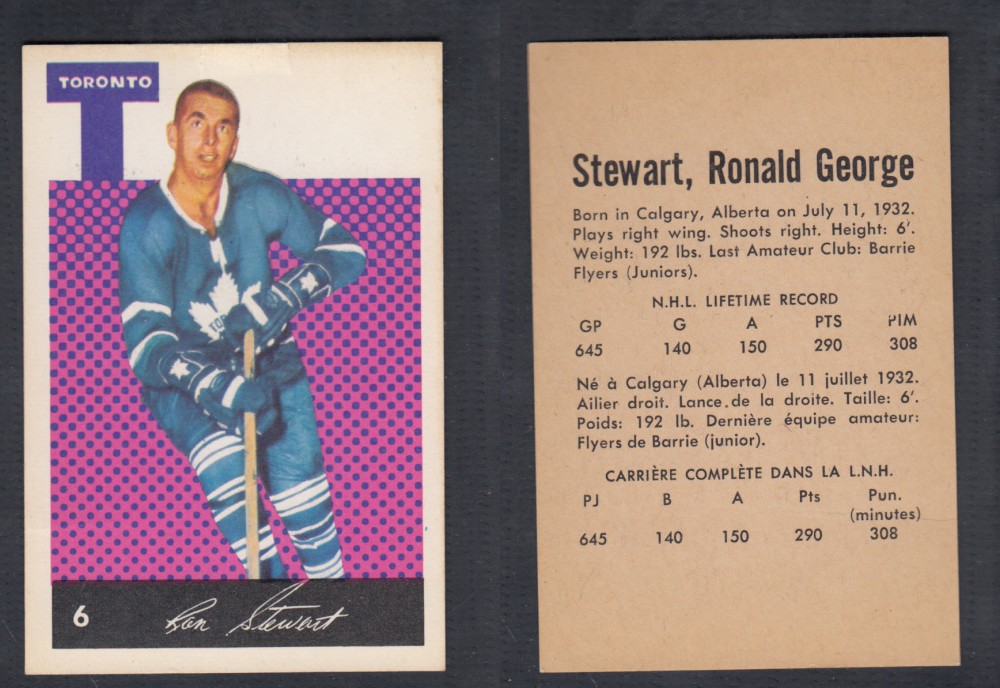 TORONTO
T
TOR
6
Ron Stewart
Stewart, Ronald George
Born in Calgary, Alberta on July 11, 1932.
Plays right wing. Shoots right. Height: 6'.
Weight: 192 lbs. Last Amateur Club: Barrie
Flyers (Juniors).
N.H.L. LIFETIME RECORD
GP G A PTS PIM
645 140 150 290 308
Né à Calgary (Alberta) le 11 juillet 1932.
Ailier droit. Lance de la droite. Taille: 6'.
Poids: 192 lb. Dernière équipe amateur:
Flyers de Barrie (junior).
CARRIÈRE COMPLÈTE DANS LA L.N.H.
PJ B A Pts Pun.
(minutes)
645 140 150 290 308